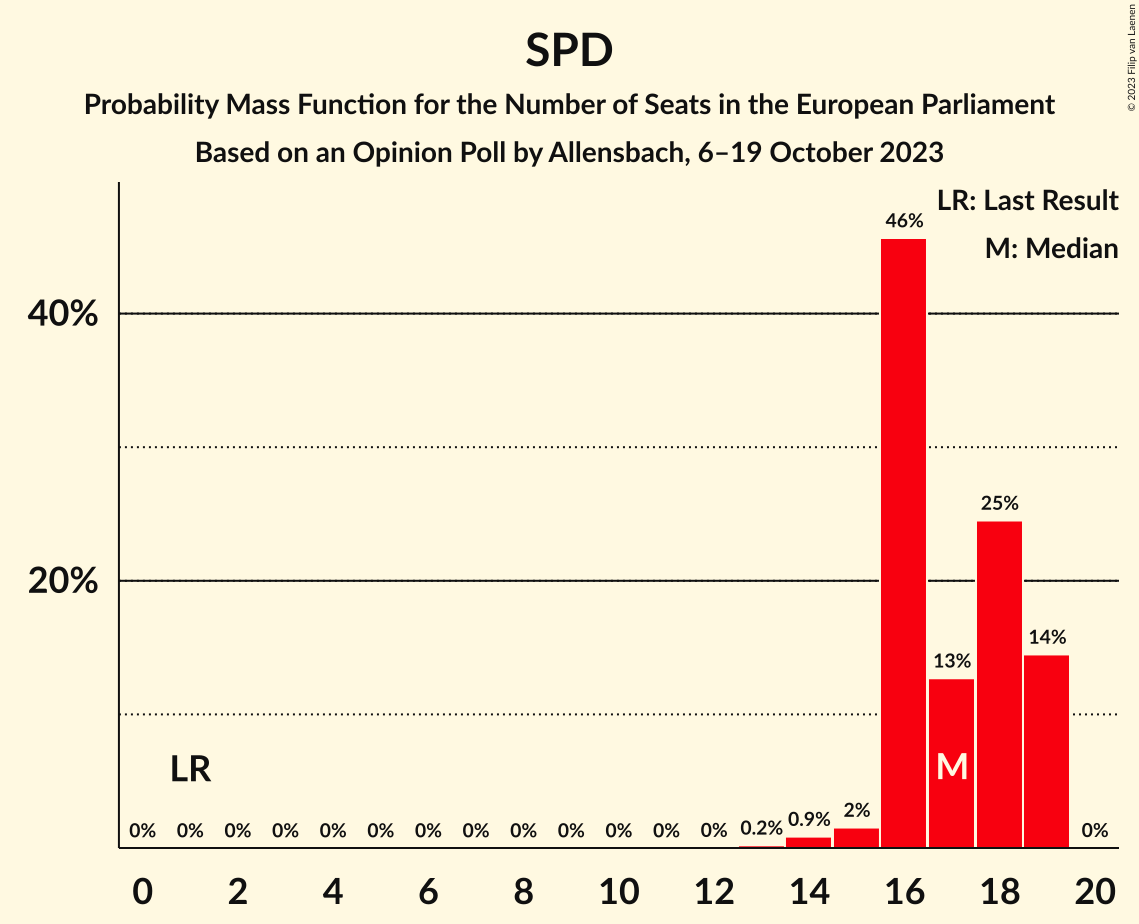 © 2023 Filip van Laenen
SPD
Probability Mass Function for the Number of Seats in the European Parliament
Based on an Opinion Poll by Allensbach, 6–19 October 2023
LR: Last Result
M: Median
46%
40%
25%
20%
14%
13%
LR
M
0% 0% 0% 0% 0% 0% 0% 0% 0% 0% 0% 0% 0% 0.2% 0.9% 2% 0%
0 2 4 6 8 10 12 14 16 18 20